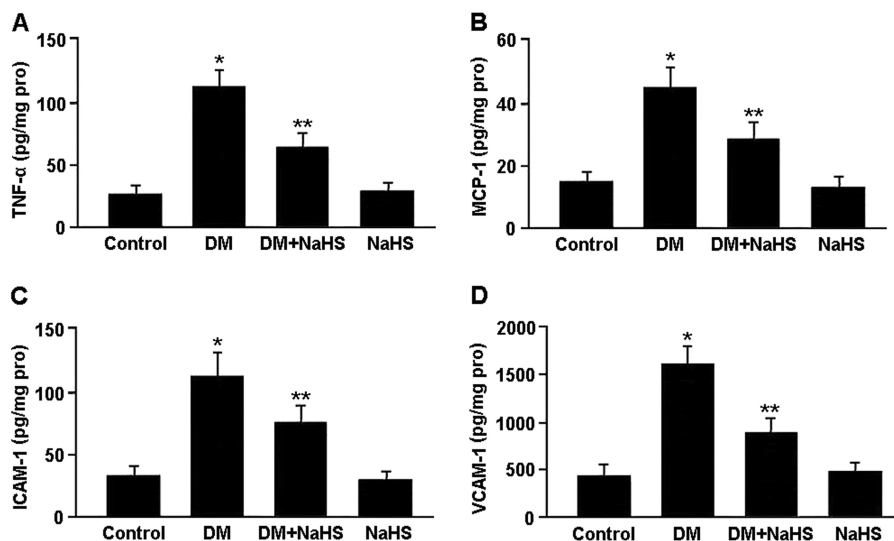 A
TNF-α (pg/mg pro)
150
100
50
0
*
**
Control DM DM+NaHS NaHS
B
MCP-1 (pg/mg pro)
60
40
20
0
*
**
Control DM DM+NaHS NaHS
C
ICAM-1 (pg/mg pro)
150
100
50
0
*
**
Control DM DM+NaHS NaHS
D
VCAM-1 (pg/mg pro)
2000
1500
1000
500
0
*
**
Control DM DM+NaHS NaHS